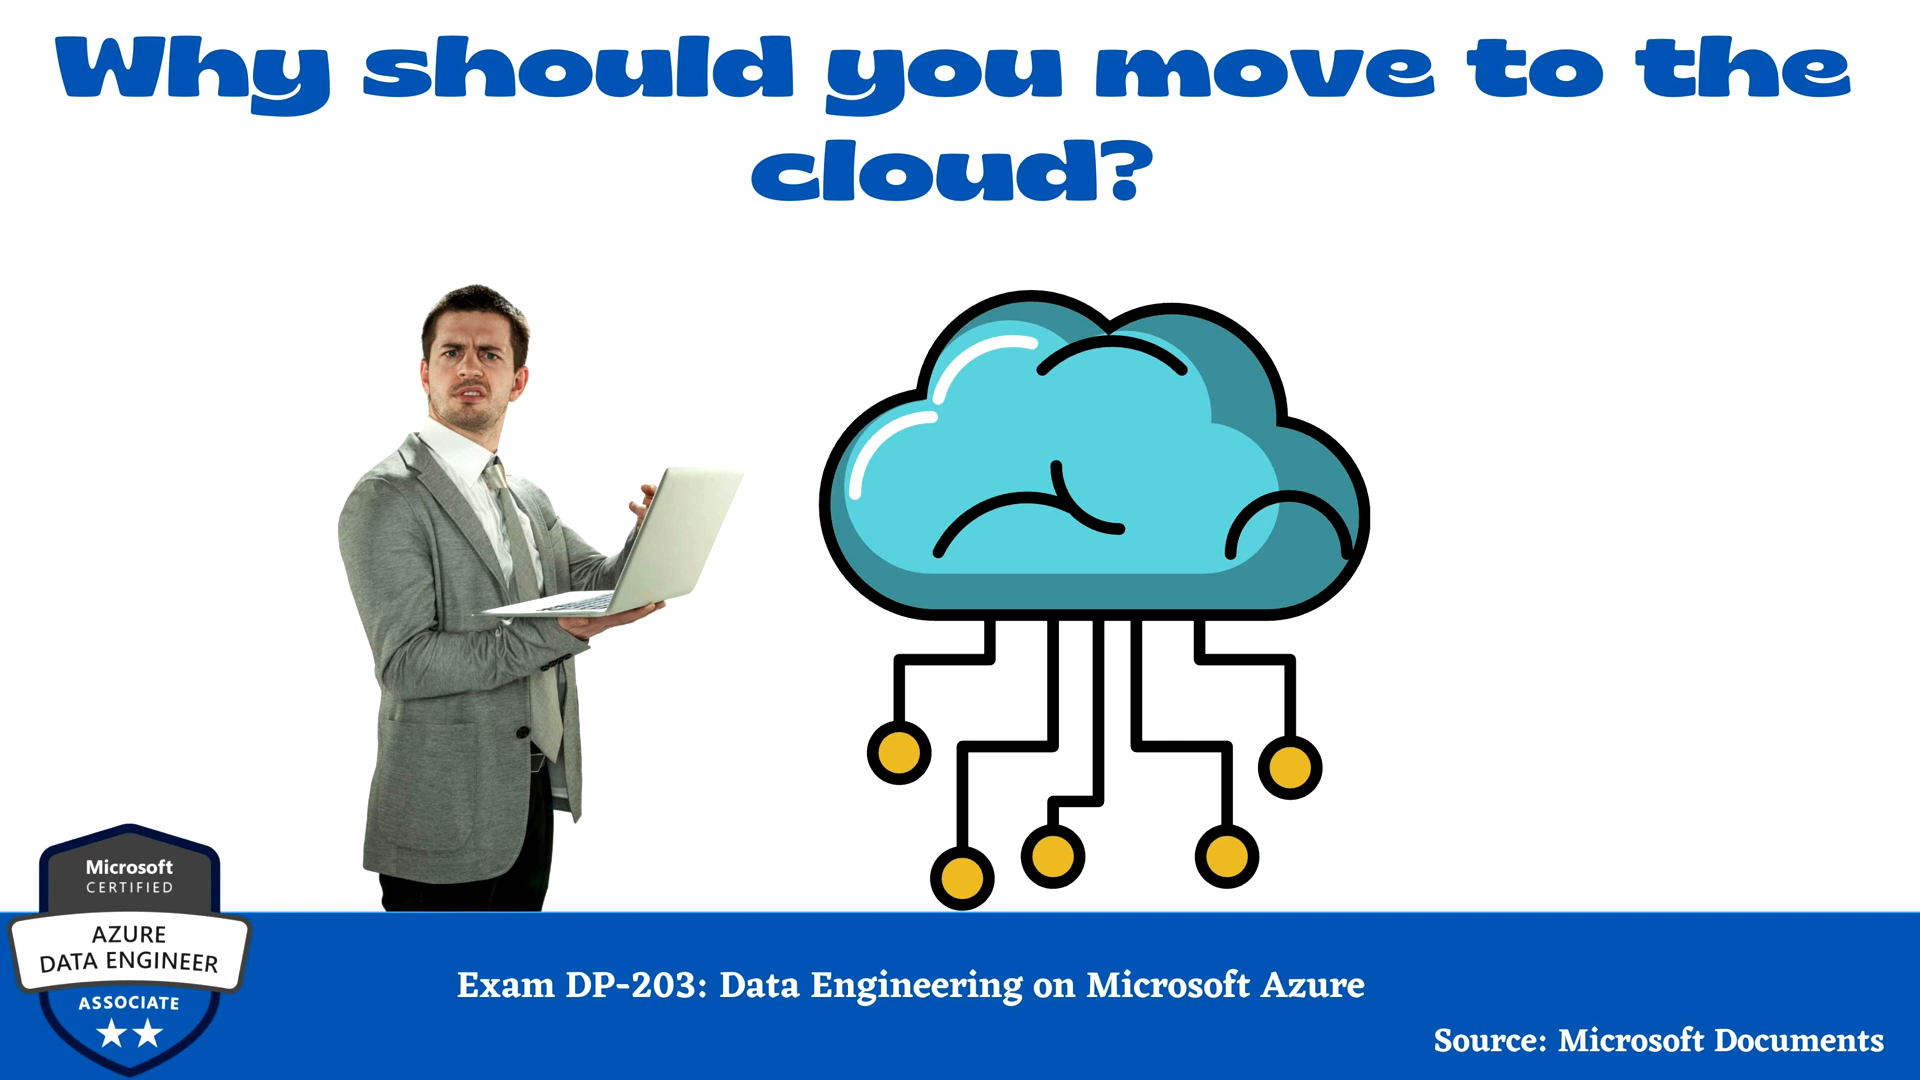 Why should you move to the
cloud?
Microsoft
CERTIFIED
AZURE
DATA ENGINEER
ASSOCIATE
Exam DP-203: Data Engineering on Microsoft Azure
Source: Microsoft Documents